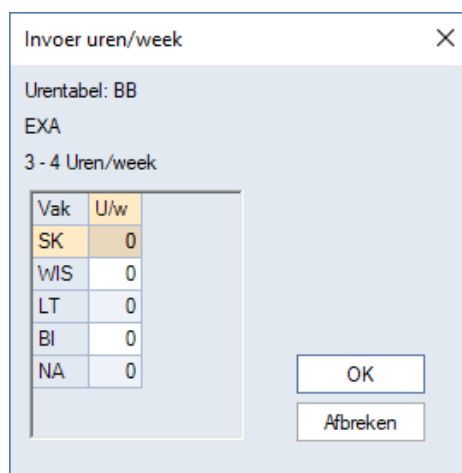 Invoer uren/week
Urentabel: BB
EXA
3 - 4 Uren/week
Vak U/w
SK 0
WIS 0
LT 0
BI 0
NA 0
OK
Afbreken